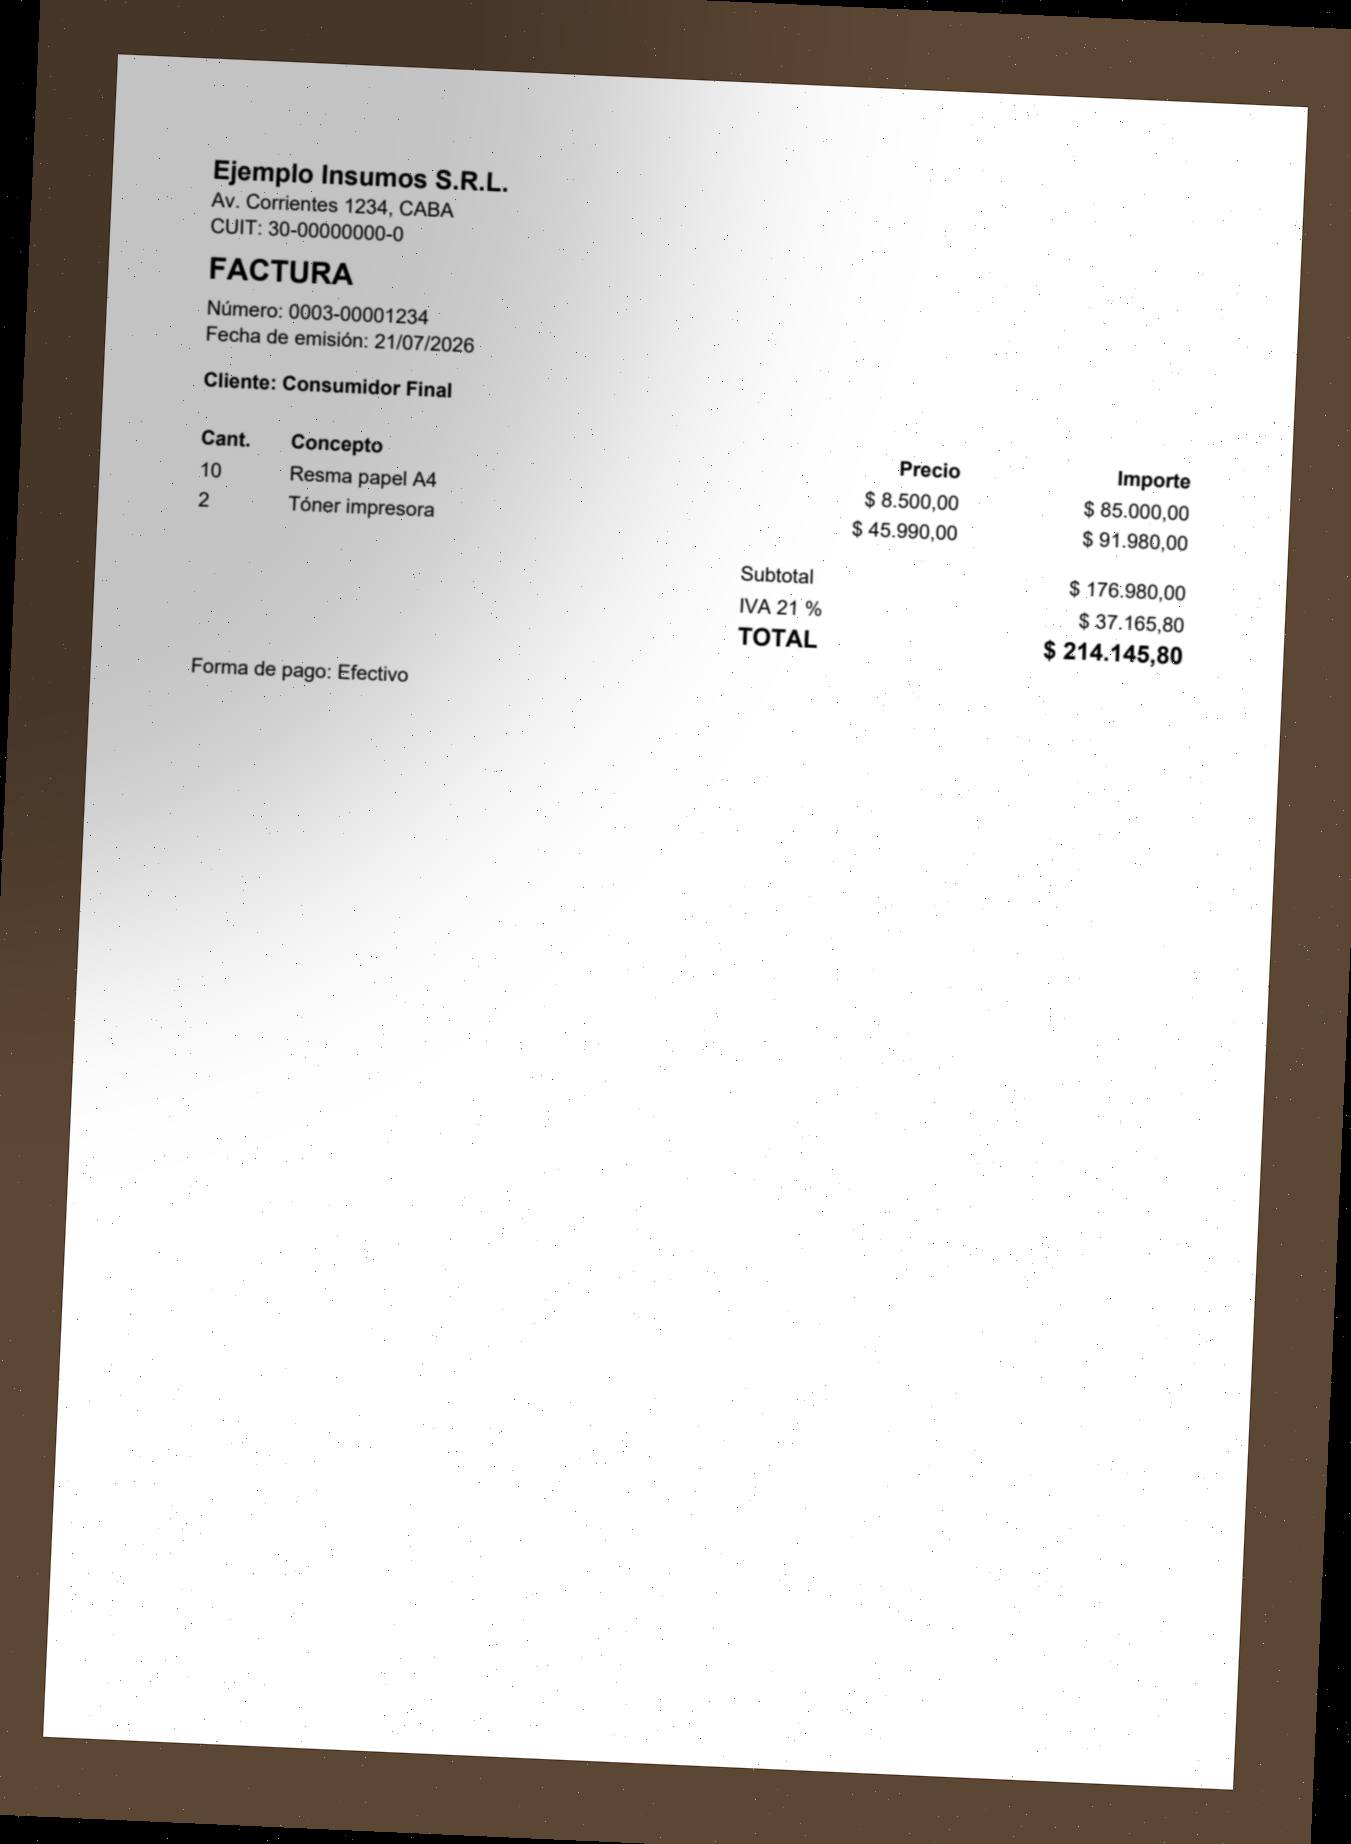 Ejemplo Insumos S.R.L.
Av. Corrientes 1234, CABA
CUIT: 30-00000000-0
FACTURA
Número: 0003-00001234
Fecha de emisión: 21/07/2026
Cliente: Consumidor Final
Cant. Concepto Precio Importe
10 Resma papel A4 $ 8.500,00 $ 85.000,00
2 Tóner impresora $ 45.990,00 $ 91.980,00
Subtotal $ 176.980,00
IVA 21 % $ 37.165,80
TOTAL $ 214.145,80
Forma de pago: Efectivo